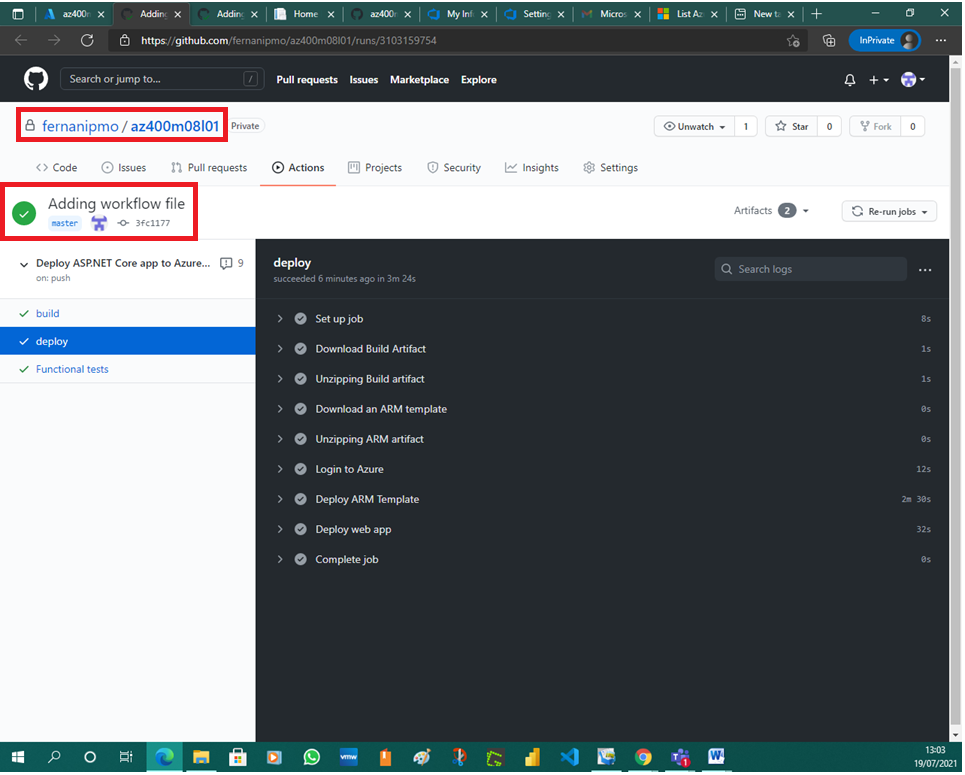 az400m
Adding
Adding
Home
az400
My Inf
Setting
Micros
List Az
New ta
https://github.com/fernanipmo/az400m08l01/runs/3103159754
InPrivate
Search or jump to...
/
Pull requests
Issues
Marketplace
Explore
fernanipmo / az400m08l01
Private
Unwatch
1
Star
0
Fork
0
Code
Issues
Pull requests
Actions
Projects
Security
Insights
Settings
Adding workflow file
master
3fc1177
Artifacts 2
Re-run jobs
Deploy ASP.NET Core app to Azure...
9
on: push
build
deploy
Functional tests
deploy
succeeded 6 minutes ago in 3m 24s
Search logs
Set up job 8s
Download Build Artifact 1s
Unzipping Build artifact 1s
Download an ARM template 0s
Unzipping ARM artifact 0s
Login to Azure 12s
Deploy ARM Template 2m 30s
Deploy web app 32s
Complete job 0s
vmw
13:03
19/07/2021